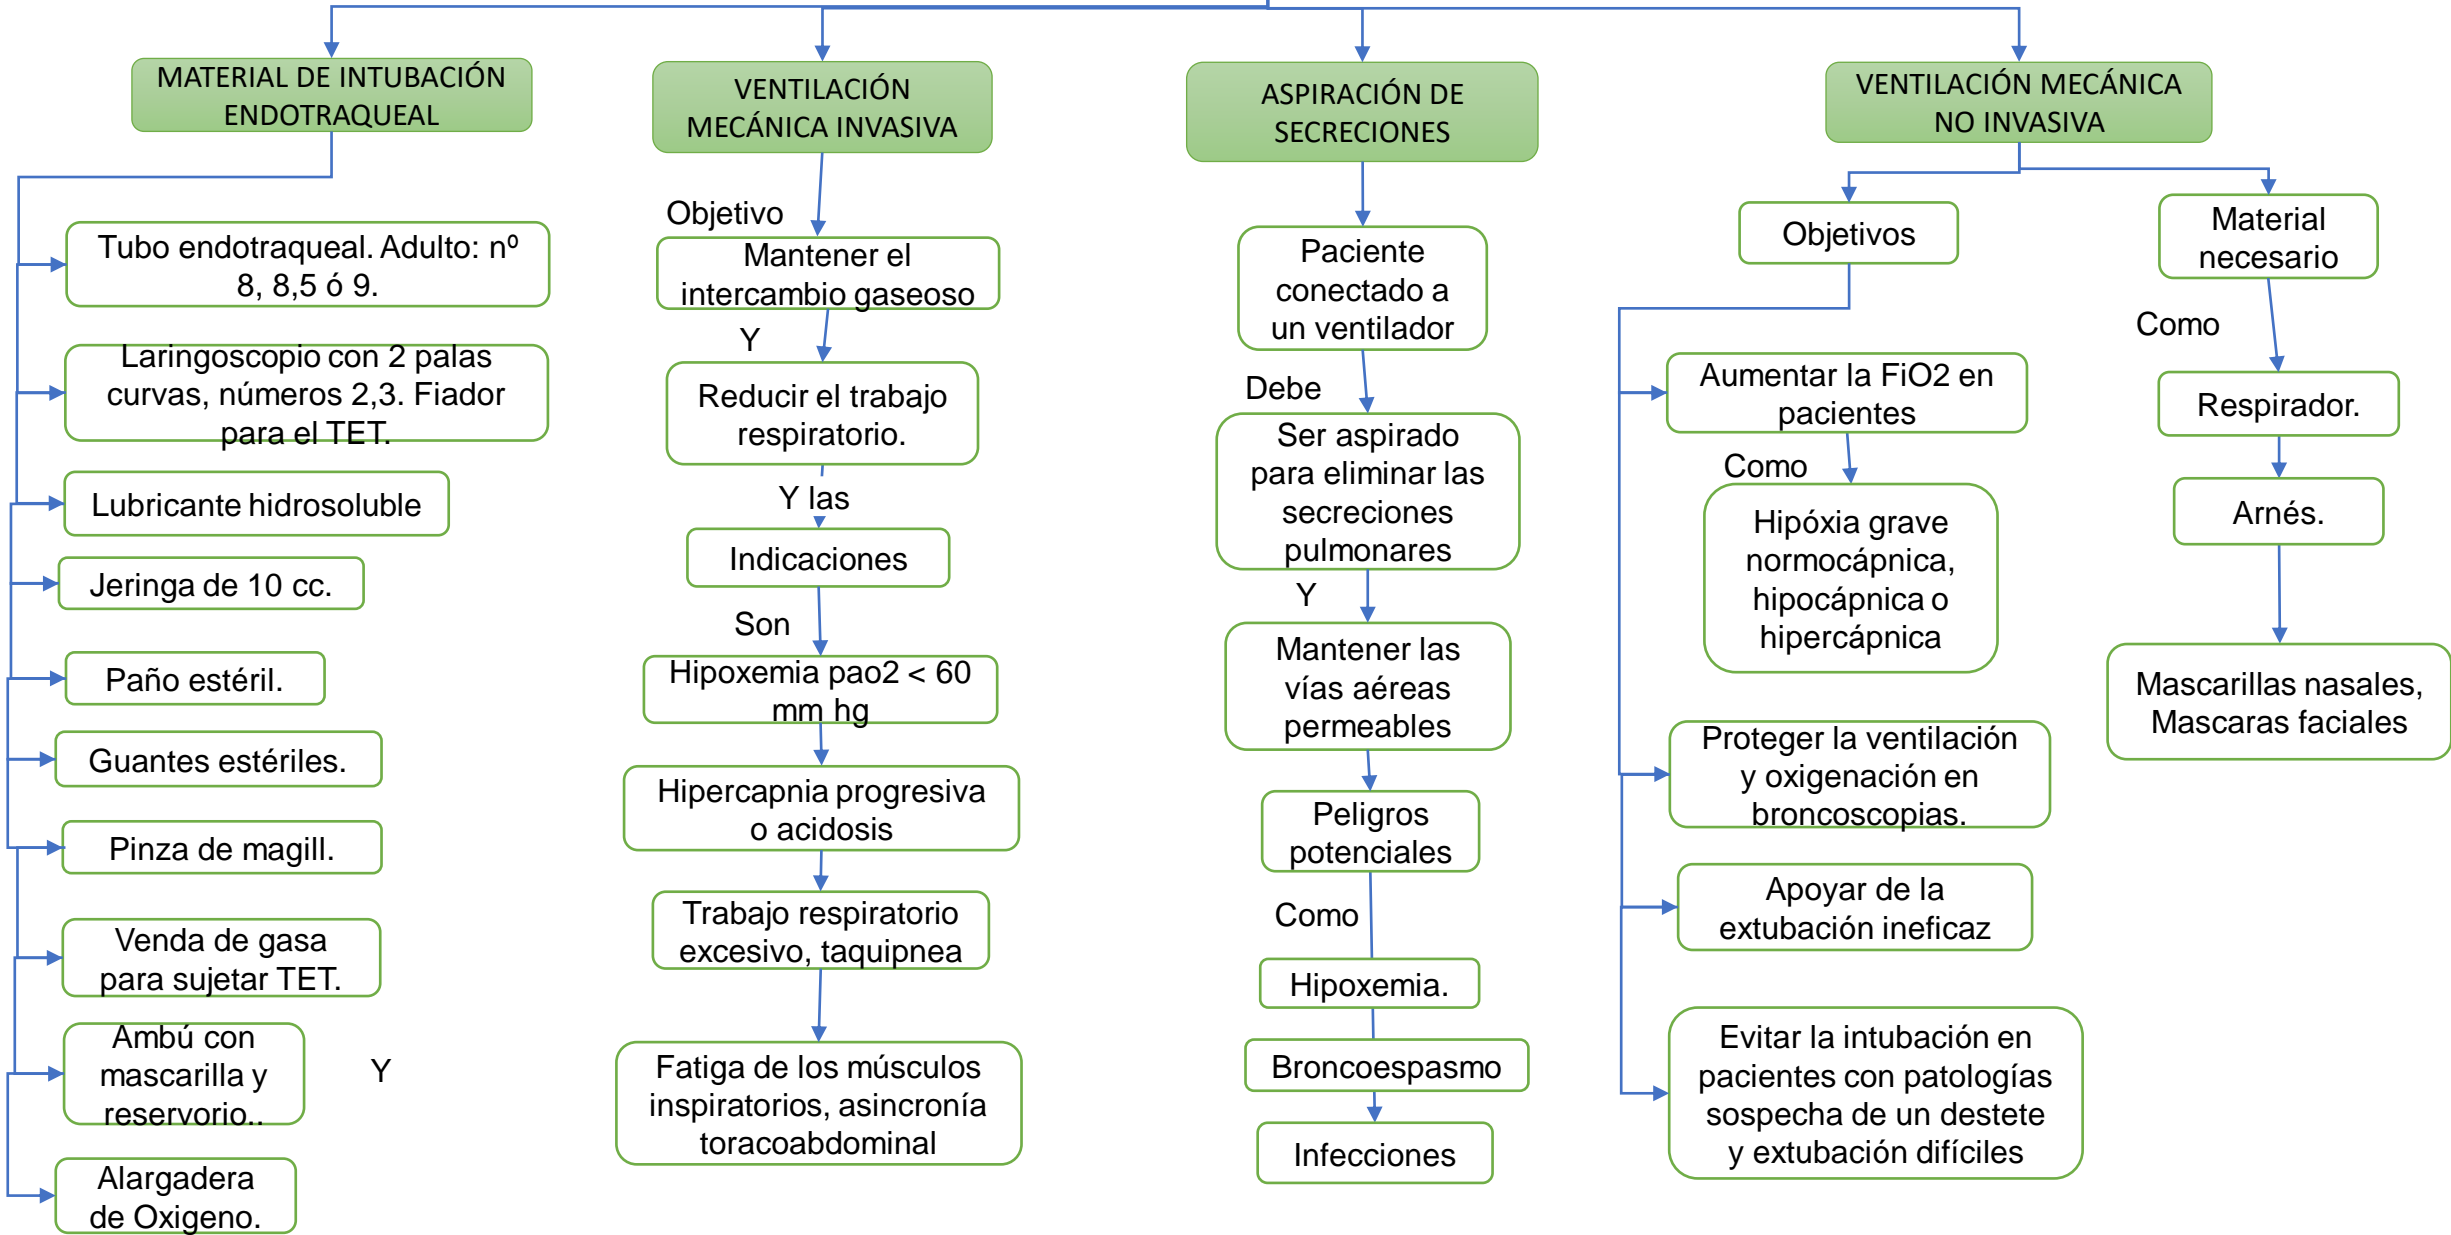 MATERIAL DE INTUBACIÓN
ENDOTRAQUEAL
Tubo endotraqueal. Adulto: nº
8, 8,5 ó 9.
Laringoscopio con 2 palas
curvas, números 2,3. Fiador
para el TET.
Lubricante hidrosoluble
Jeringa de 10 cc.
Paño estéril.
Guantes estériles.
Pinza de magill.
Venda de gasa
para sujetar TET.
Ambú con
mascarilla y
reservorio..
Y
Alargadera
de Oxigeno.
VENTILACIÓN
MECÁNICA INVASIVA
Objetivo
Mantener el
intercambio gaseoso
Y
Reducir el trabajo
respiratorio.
Y las
Indicaciones
Son
Hipoxemia pao2 < 60
mm hg
Hipercapnia progresiva
o acidosis
Trabajo respiratorio
excesivo, taquipnea
Fatiga de los músculos
inspiratorios, asincronía
toracoabdominal
ASPIRACIÓN DE
SECRECIONES
Paciente
conectado a
un ventilador
Debe
Ser aspirado
para eliminar las
secreciones
pulmonares
Y
Mantener las
vías aéreas
permeables
Peligros
potenciales
Como
Hipoxemia.
Broncoespasmo
Infecciones
VENTILACIÓN MECÁNICA
NO INVASIVA
Objetivos
Aumentar la FiO2 en
pacientes
Como
Hipóxia grave
normocápnica,
hipocápnica o
hipercápnica
Proteger la ventilación
y oxigenación en
broncoscopias.
Apoyar de la
extubación ineficaz
Evitar la intubación en
pacientes con patologías
sospecha de un destete
y extubación difíciles
Material
necesario
Como
Respirador.
Arnés.
Mascarillas nasales,
Mascaras faciales